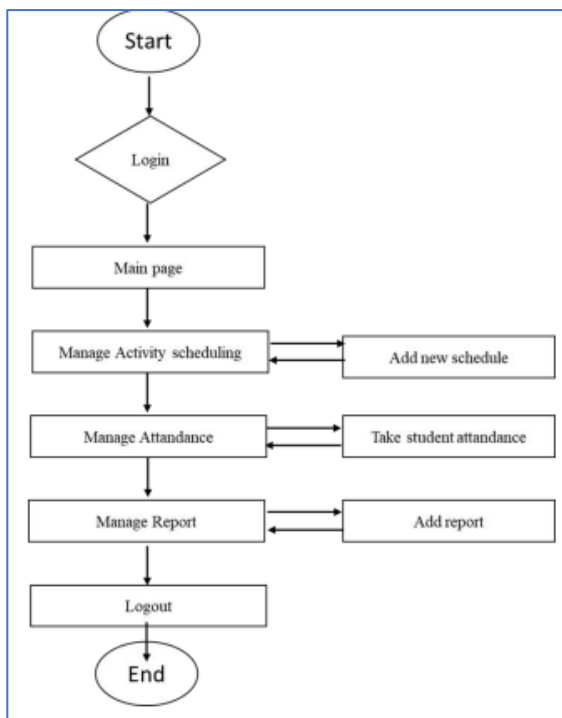 Start
Login
Main page
Manage Activity scheduling
Add new schedule
Manage Attandance
Take student attandance
Manage Report
Add report
Logout
End